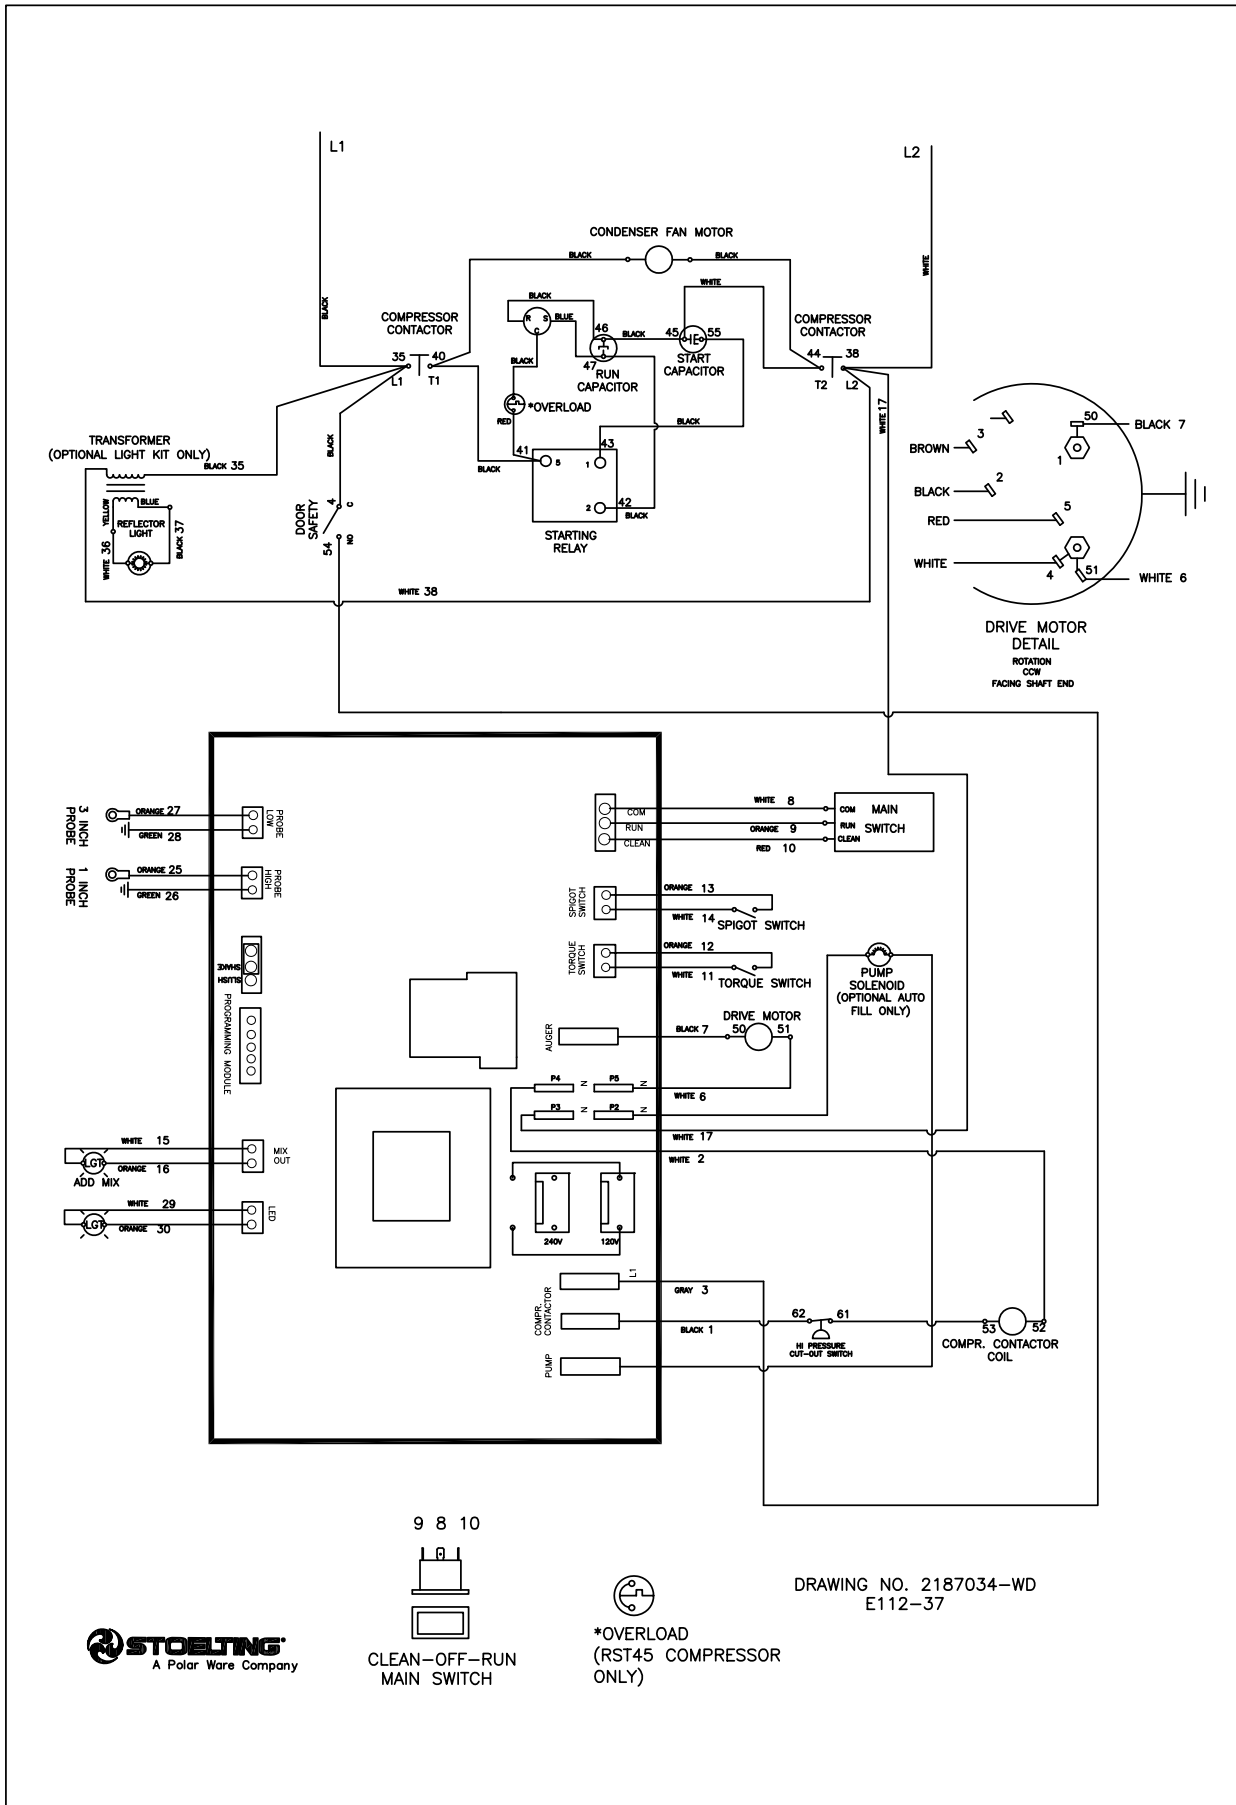 L1
L2
CONDENSER FAN MOTOR
BLACK
BLACK
WHITE
WHITE
BLACK
BLACK
BLUE
R S
C
COMPRESSOR
CONTACTOR
COMPRESSOR
CONTACTOR
46
BLACK
45
55
47
START
CAPACITOR
RUN
CAPACITOR
35
40
L1
T1
44
38
T2
L2
BLACK
*OVERLOAD
RED
BLACK
WHITE 17
41
43
5
1
2
42
BLACK
BLACK
STARTING
RELAY
TRANSFORMER
(OPTIONAL LIGHT KIT ONLY)
BLACK 35
BLACK
YELLOW
BLUE
REFLECTOR
LIGHT
WHITE 36
BLACK 37
DOOR
SAFETY
4
C
54
NO
WHITE 38
BROWN
3
50
BLACK 7
1
BLACK
2
RED
5
WHITE
4
51
WHITE 6
DRIVE MOTOR
DETAIL
ROTATION
CCW
FACING SHAFT END
3 INCH
PROBE
ORANGE 27
GREEN 28
PROBE
LOW
1 INCH
PROBE
ORANGE 25
GREEN 26
PROBE
HIGH
SHAKE
SLUSH
PROGRAMMING MODULE
WHITE 15
ORANGE 16
LGT
ADD MIX
MIX
OUT
WHITE 29
ORANGE 30
LGT
LED
COM
RUN
CLEAN
WHITE 8
ORANGE 9
RED 10
COM
RUN
CLEAN
MAIN
SWITCH
SPIGOT
SWITCH
ORANGE 13
WHITE 14
SPIGOT SWITCH
TORQUE
SWITCH
ORANGE 12
WHITE 11
TORQUE SWITCH
PUMP
SOLENOID
(OPTIONAL AUTO
FILL ONLY)
AUGER
DRIVE MOTOR
BLACK 7
50
51
P4
N
P5
N
WHITE 6
P3
N
P2
N
WHITE 17
WHITE 2
240V
120V
L1
COMPR.
CONTACTOR
GRAY 3
BLACK 1
62
61
HI PRESSURE
CUT-OUT SWITCH
53
52
COMPR. CONTACTOR
COIL
PUMP
9 8 10
CLEAN-OFF-RUN
MAIN SWITCH
*OVERLOAD
(RST45 COMPRESSOR
ONLY)
DRAWING NO. 2187034-WD
E112-37
STOELTING
A Polar Ware Company